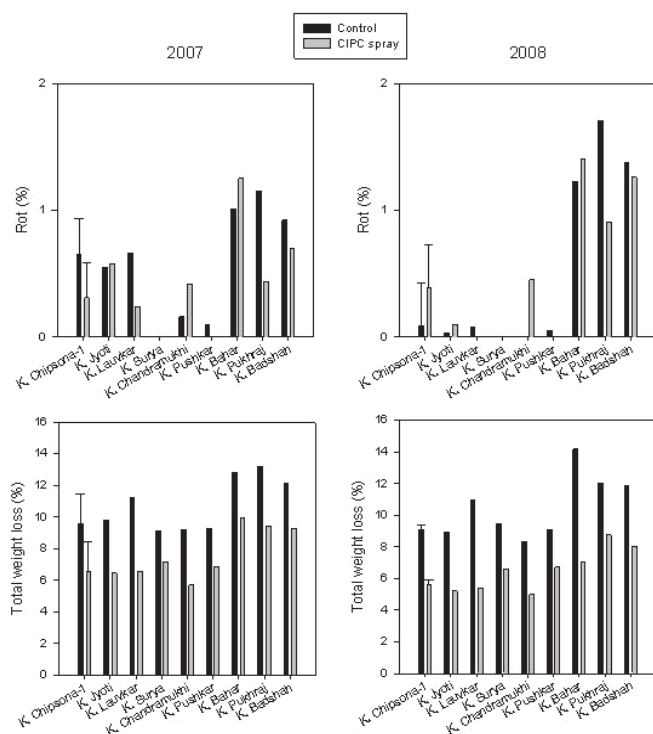 Control
CIPC spray
2007
2008
Rot (%)
2
1
0
K. Chipsona-1
K. Jyoti
K. Lauvkar
K. Surya
K. Chandramukhi
K. Pushkar
K. Bahar
K. Pukhraj
K. Badshah
Rot (%)
2
1
0
K. Chipsona-1
K. Jyoti
K. Lauvkar
K. Surya
K. Chandramukhi
K. Pushkar
K. Bahar
K. Pukhraj
K. Badshah
Total weight loss (%)
16
14
12
10
8
6
4
2
0
K. Chipsona-1
K. Jyoti
K. Lauvkar
K. Surya
K. Chandramukhi
K. Pushkar
K. Bahar
K. Pukhraj
K. Badshah
Total weight loss (%)
16
14
12
10
8
6
4
2
0
K. Chipsona-1
K. Jyoti
K. Lauvkar
K. Surya
K. Chandramukhi
K. Pushkar
K. Bahar
K. Pukhraj
K. Badshah